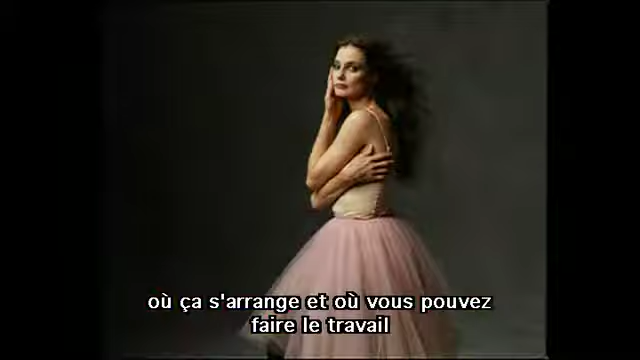 où ça s'arrange et où vous pouvez
faire le travail